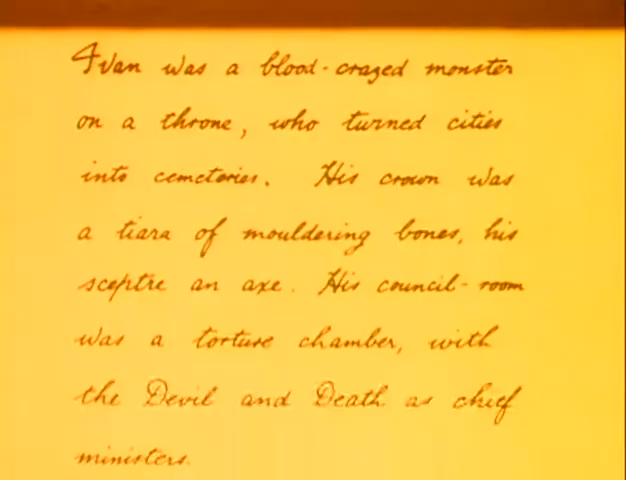 Ivan was a blood-crazed monster
on a throne, who turned cities
into cemeteries. His crown was
a tiara of mouldering bones, his
sceptre an axe. His council-room
was a torture chamber, with
the Devil and Death as chief
ministers.